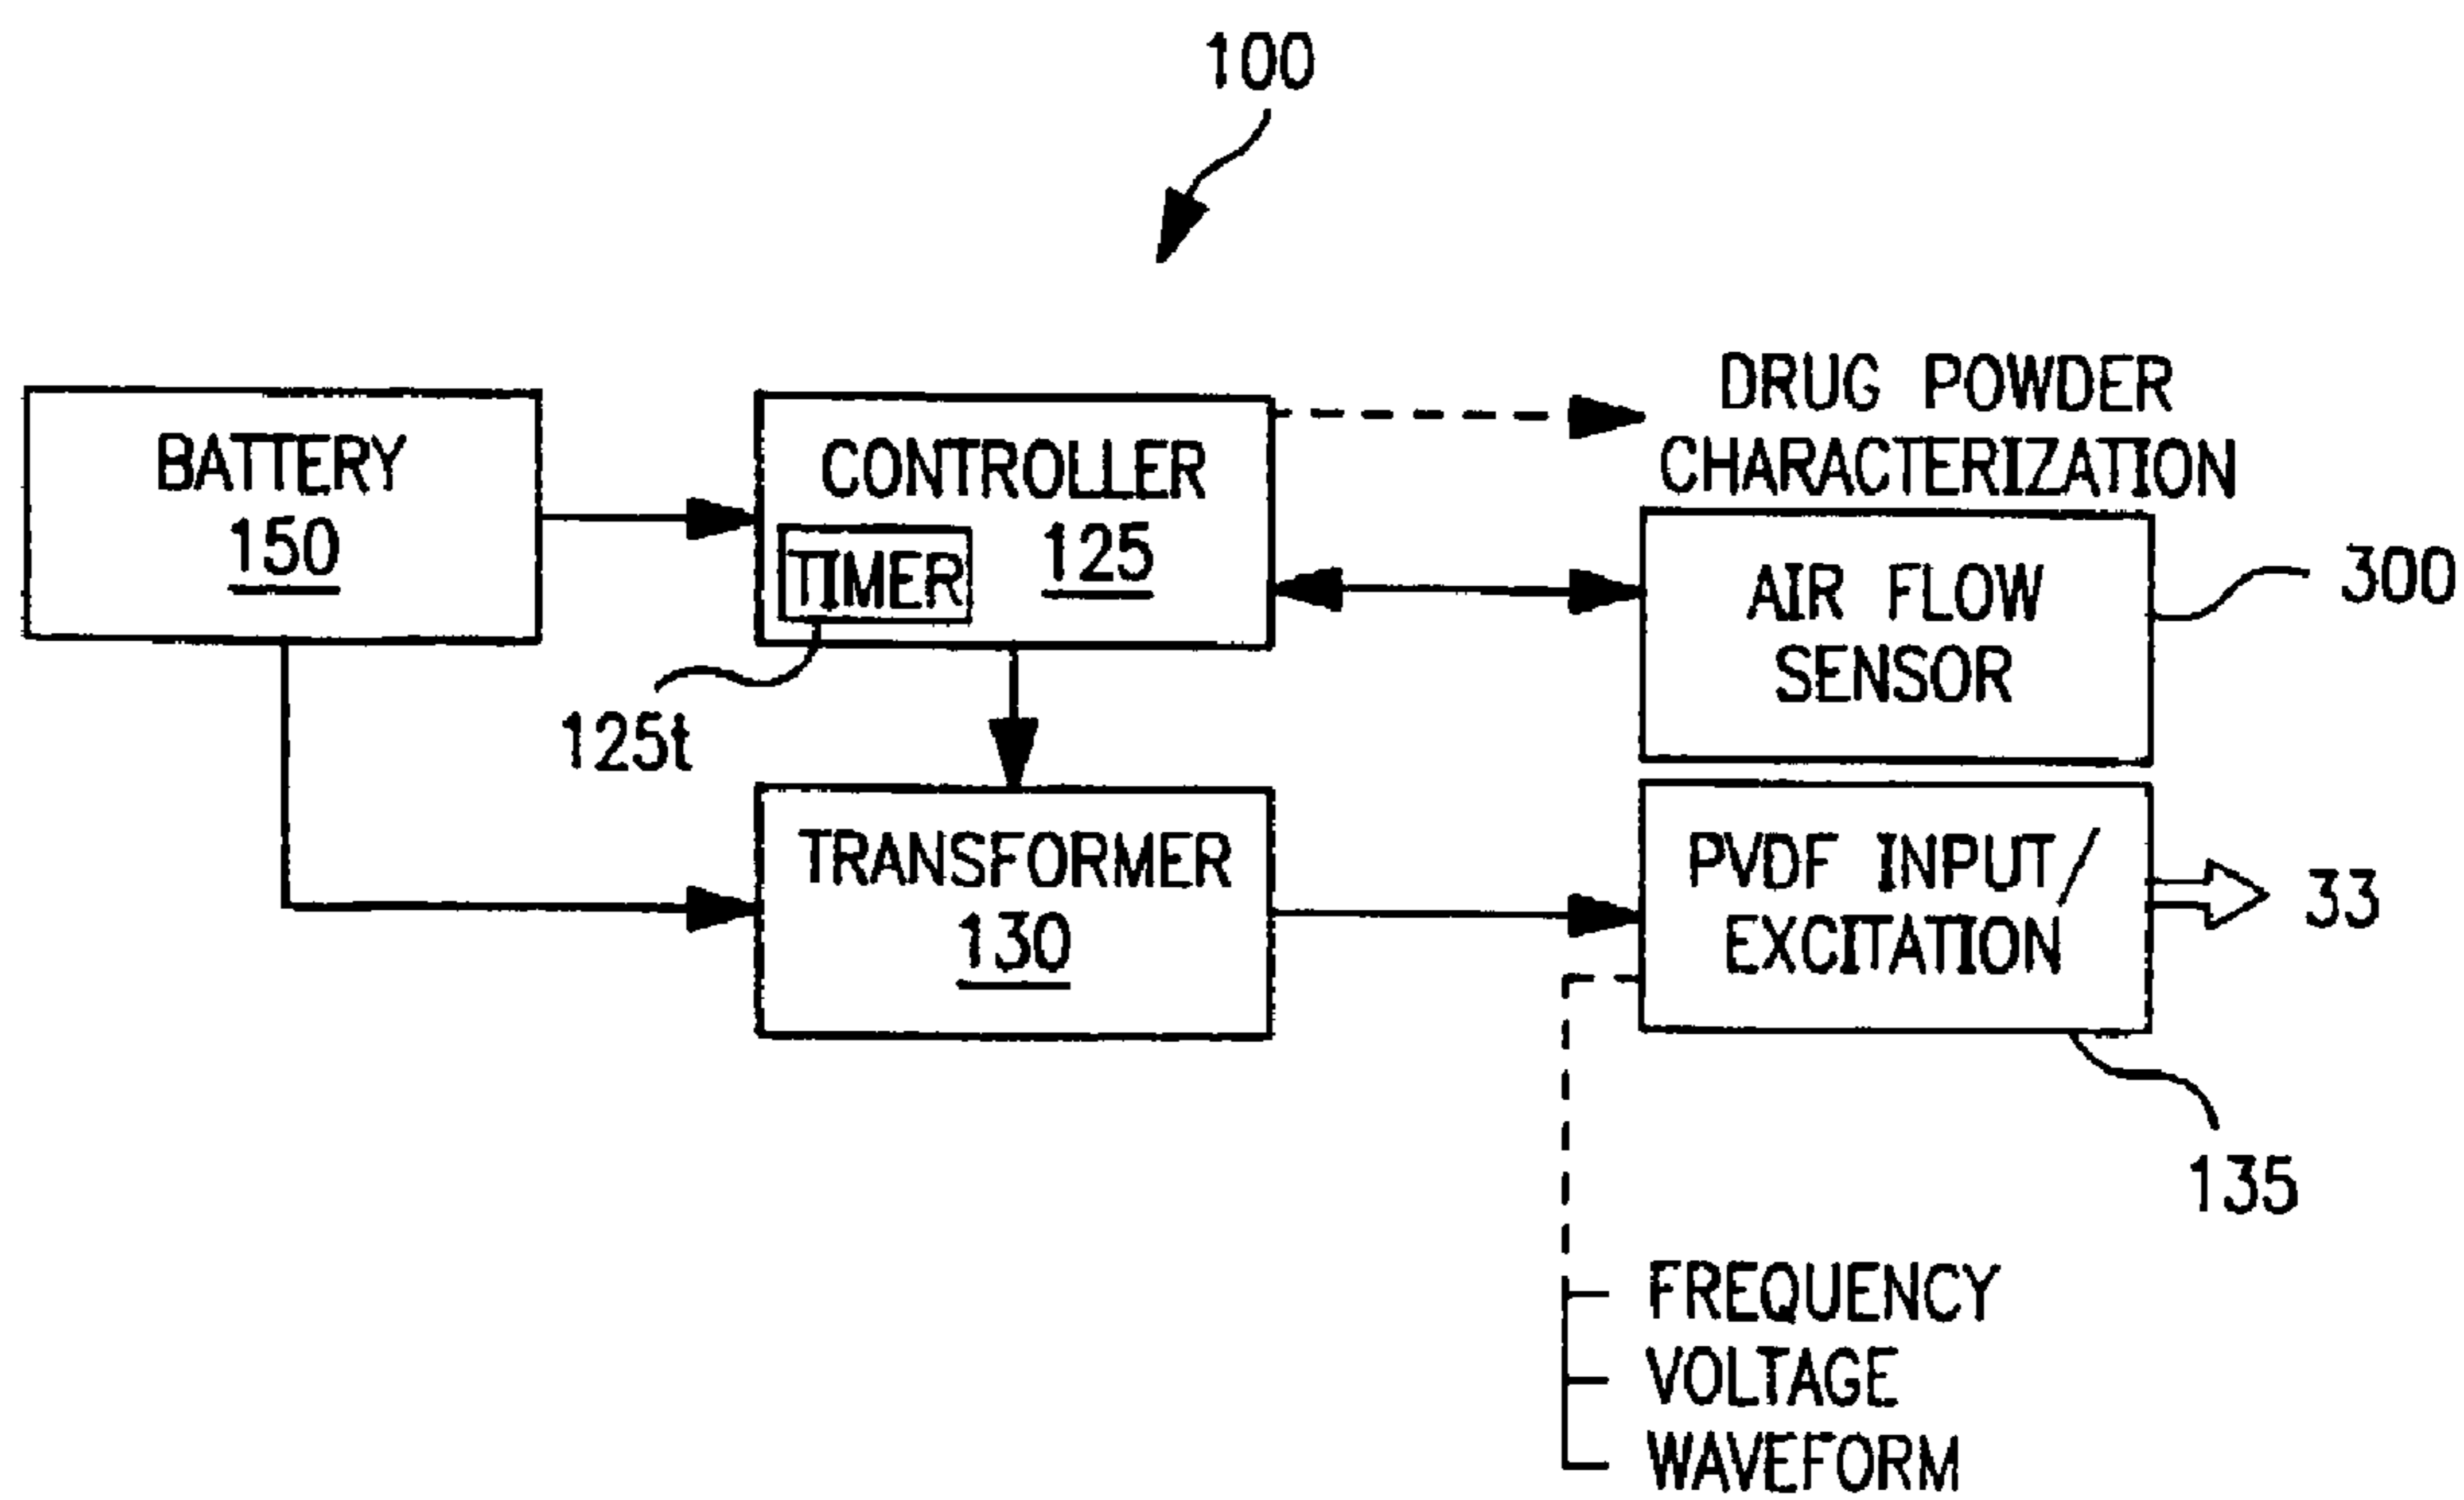 100
BATTERY
150
CONTROLLER
TIMER
125
125t
DRUG POWDER
CHARACTERIZATION
AIR FLOW
SENSOR
300
TRANSFORMER
130
PVDF INPUT/
EXCITATION
33
135
FREQUENCY
VOLTAGE
WAVEFORM